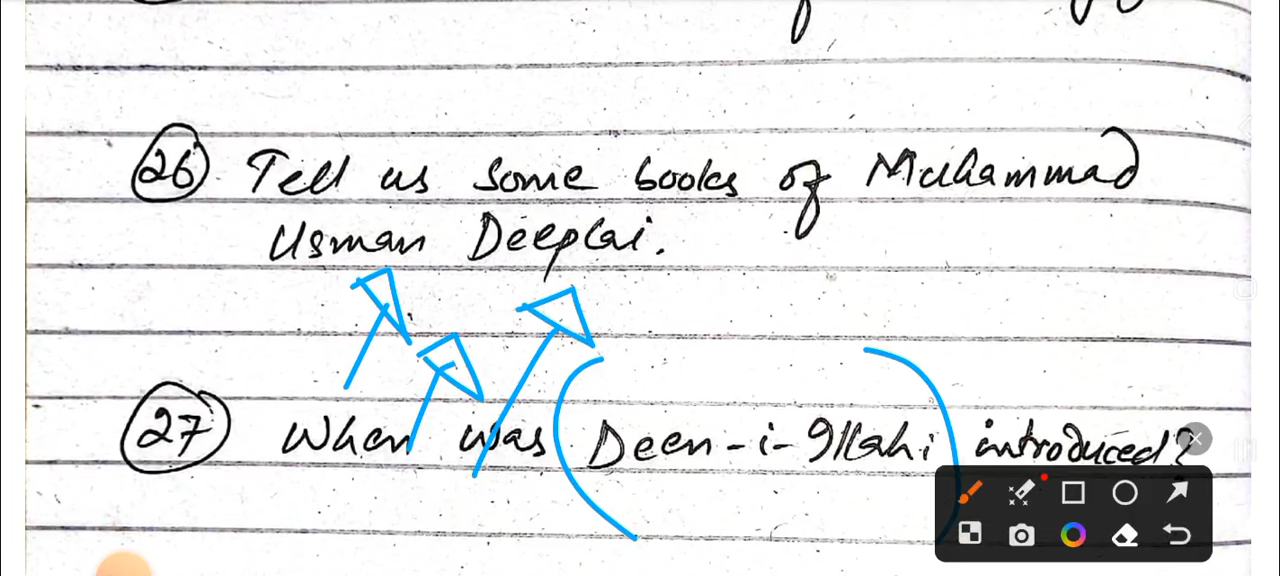 26 Tell us some books of Muhammad
Usman Deeplai.
27 When was Deen-i-Illahi introduced?